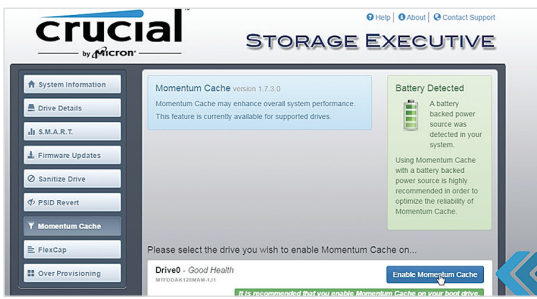 Help | About | Contact Support
crucial™
by Micron®
STORAGE EXECUTIVE
System Information
Drive Details
S.M.A.R.T.
Firmware Updates
Sanitize Drive
PSID Revert
Momentum Cache
FlexCap
Over Provisioning
Momentum Cache version 1.7.3.0
Momentum Cache may enhance overall system performance.
This feature is currently available for supported drives.
Battery Detected
A battery
backed power
source was
detected in your
system.
Using Momentum Cache
with a battery backed
power source is highly
recommended in order to
optimize the reliability of
Momentum Cache.
Please select the drive you wish to enable Momentum Cache on...
Drive0 - Good Health
MTFDDAK128MAM-1J1
Enable Momentum Cache
It is recommended that you enable Momentum Cache on your boot drive.